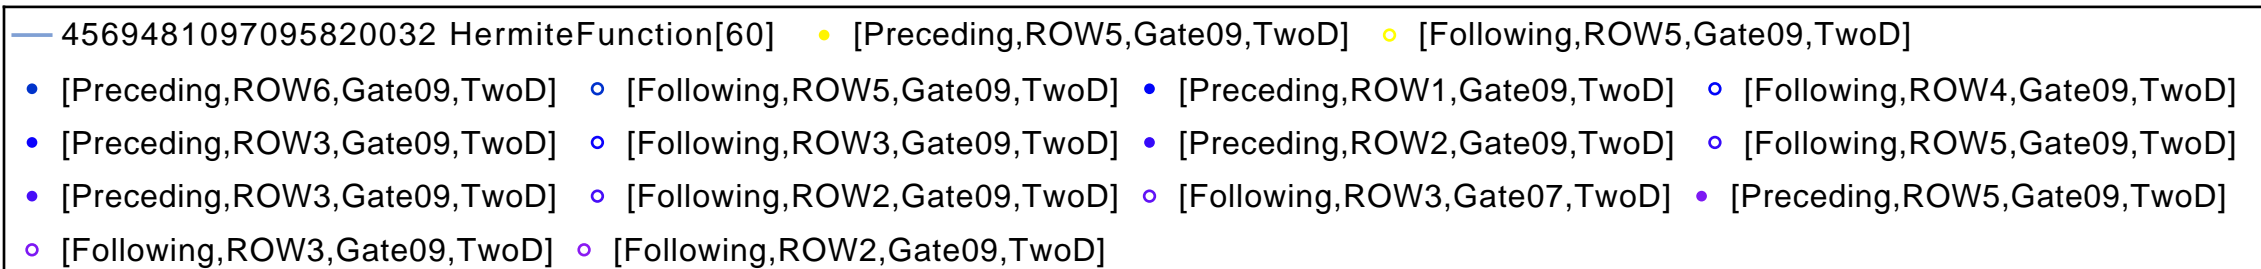 4569481097095820032 HermiteFunction[60] [Preceding,ROW5,Gate09,TwoD] [Following,ROW5,Gate09,TwoD]
[Preceding,ROW6,Gate09,TwoD] [Following,ROW5,Gate09,TwoD] [Preceding,ROW1,Gate09,TwoD] [Following,ROW4,Gate09,TwoD]
[Preceding,ROW3,Gate09,TwoD] [Following,ROW3,Gate09,TwoD] [Preceding,ROW2,Gate09,TwoD] [Following,ROW5,Gate09,TwoD]
[Preceding,ROW3,Gate09,TwoD] [Following,ROW2,Gate09,TwoD] [Following,ROW3,Gate07,TwoD] [Preceding,ROW5,Gate09,TwoD]
[Following,ROW3,Gate09,TwoD] [Following,ROW2,Gate09,TwoD]